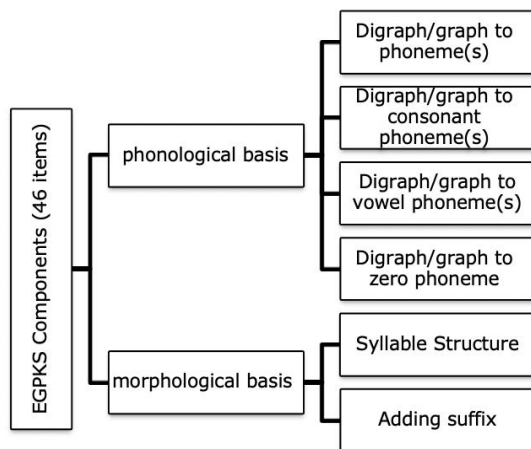 EGPKS Components (46 items)
phonological basis
Digraph/graph to
phoneme(s)
Digraph/graph to
consonant
phoneme(s)
Digraph/graph to
vowel phoneme(s)
Digraph/graph to
zero phoneme
morphological basis
Syllable Structure
Adding suffix